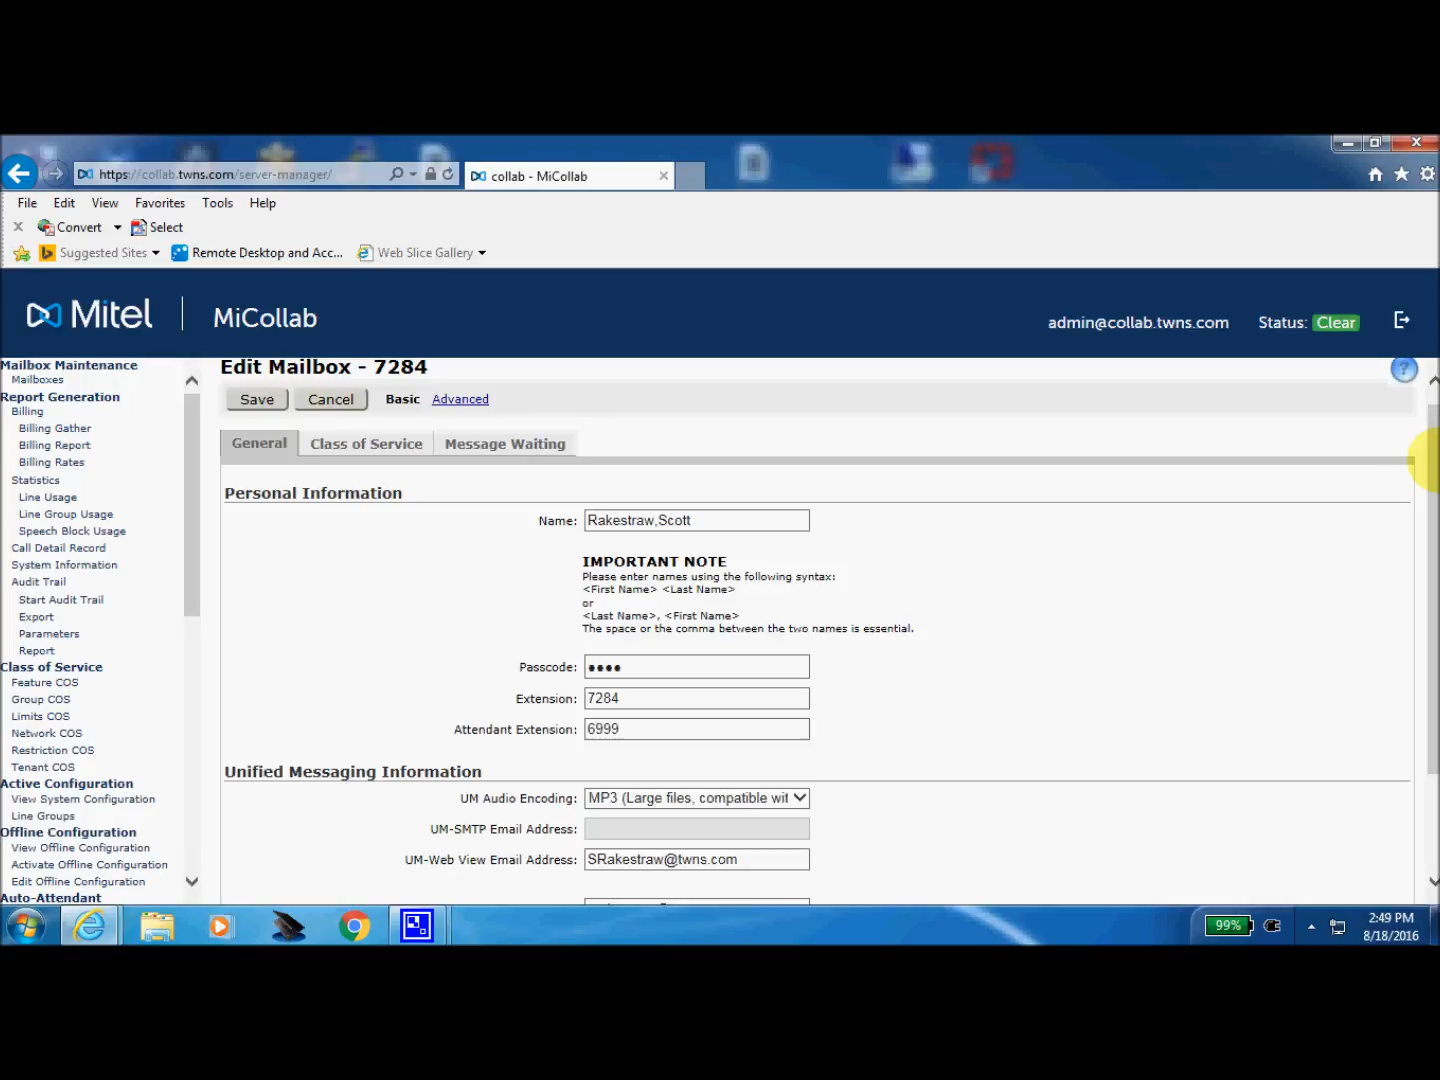 https://collab.twns.com/server-manager/
collab - MiCollab
File Edit View Favorites Tools Help
Convert Select
Suggested Sites Remote Desktop and Acc... Web Slice Gallery
Mitel MiCollab
admin@collab.twns.com Status: Clear
Mailbox Maintenance
Mailboxes
Report Generation
Billing
Billing Gather
Billing Report
Billing Rates
Statistics
Line Usage
Line Group Usage
Speech Block Usage
Call Detail Record
System Information
Audit Trail
Start Audit Trail
Export
Parameters
Report
Class of Service
Feature COS
Group COS
Limits COS
Network COS
Restriction COS
Tenant COS
Active Configuration
View System Configuration
Line Groups
Offline Configuration
View Offline Configuration
Activate Offline Configuration
Edit Offline Configuration
Auto-Attendant
Edit Mailbox - 7284
?
Save Cancel Basic Advanced
General Class of Service Message Waiting
Personal Information
Name: Rakestraw,Scott
IMPORTANT NOTE
Please enter names using the following syntax:
<First Name> <Last Name>
or
<Last Name>, <First Name>
The space or the comma between the two names is essential.
Passcode: ••••
Extension: 7284
Attendant Extension: 6999
Unified Messaging Information
UM Audio Encoding: MP3 (Large files, compatible wit
UM-SMTP Email Address:
UM-Web View Email Address: SRakestraw@twns.com
99%
2:49 PM
8/18/2016